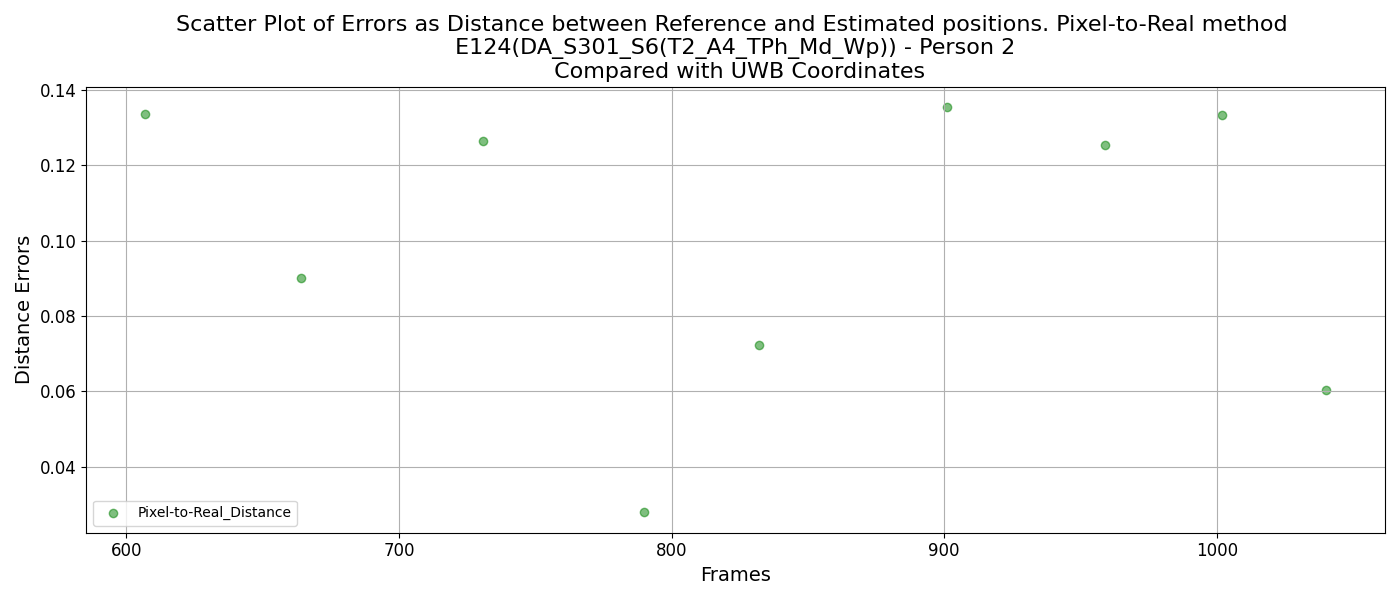 Scatter Plot of Errors as Distance between Reference and Estimated positions. Pixel-to-Real method
E124(DA_S301_S6(T2_A4_TPh_Md_Wp)) - Person 2
Compared with UWB Coordinates
Distance Errors
0.14
0.12
0.10
0.08
0.06
0.04
Pixel-to-Real_Distance
600 700 800 900 1000
Frames